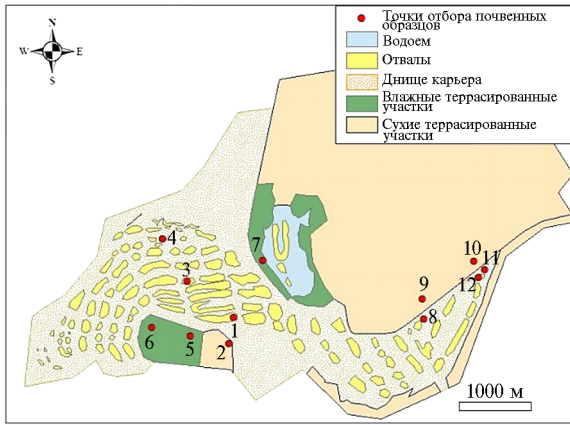 N
W E
S
Точки отбора почвенных
образцов
Водоем
Отвалы
Днище карьера
Влажные террасированные
участки
Сухие террасированные
участки
4
7
10
11
3
12
9
1
8
6
5
2
1000 м